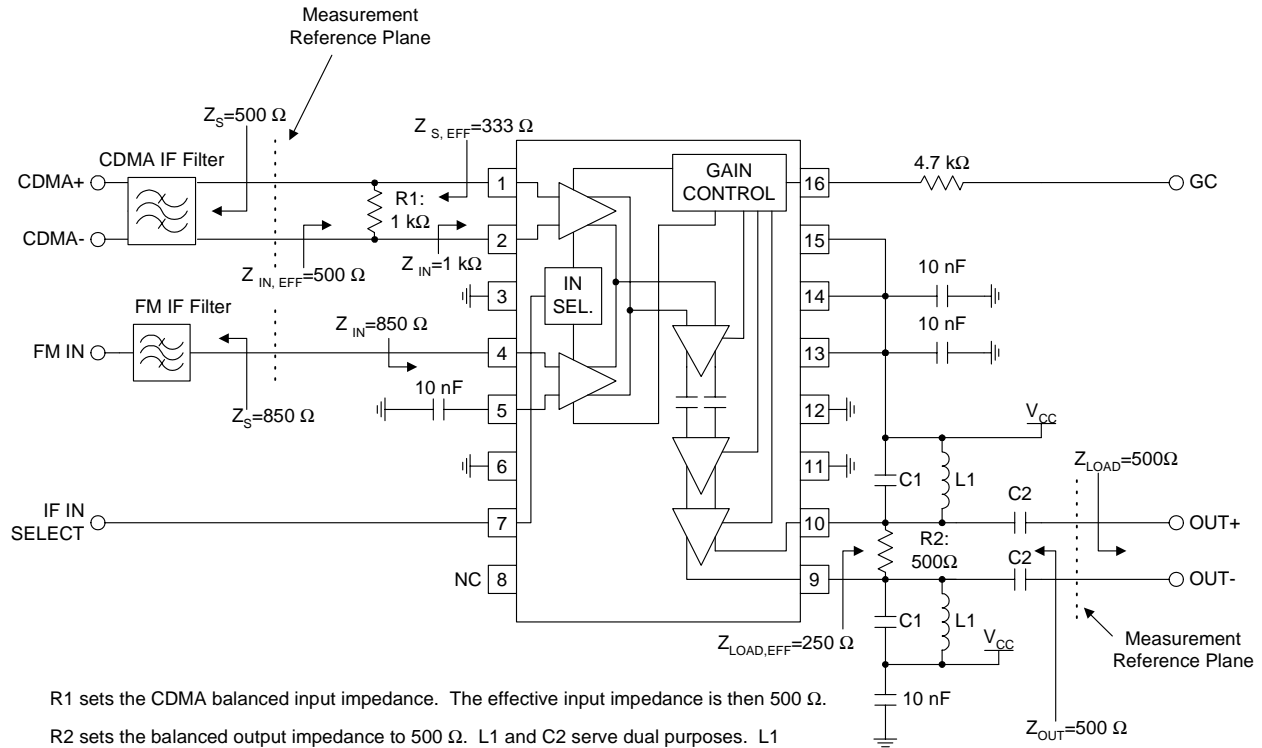 Measurement
Reference Plane
Z_S=500 Ω
Z_S, EFF=333 Ω
CDMA IF Filter
CDMA+
CDMA-
R1:
1 kΩ
Z_IN, EFF=500 Ω
Z_IN=1 kΩ
1
2
3
4
5
6
7
8
NC
GAIN
CONTROL
IN
SEL.
16
15
14
13
12
11
10
9
4.7 kΩ
GC
10 nF
10 nF
FM IF Filter
FM IN
Z_IN=850 Ω
Z_S=850 Ω
10 nF
IF IN
SELECT
V_CC
C1
L1
C2
Z_LOAD=500Ω
OUT+
R2:
500Ω
C2
OUT-
Z_LOAD,EFF=250 Ω
C1
L1
V_CC
10 nF
Z_OUT=500 Ω
Measurement
Reference Plane
R1 sets the CDMA balanced input impedance. The effective input impedance is then 500 Ω.
R2 sets the balanced output impedance to 500 Ω. L1 and C2 serve dual purposes. L1